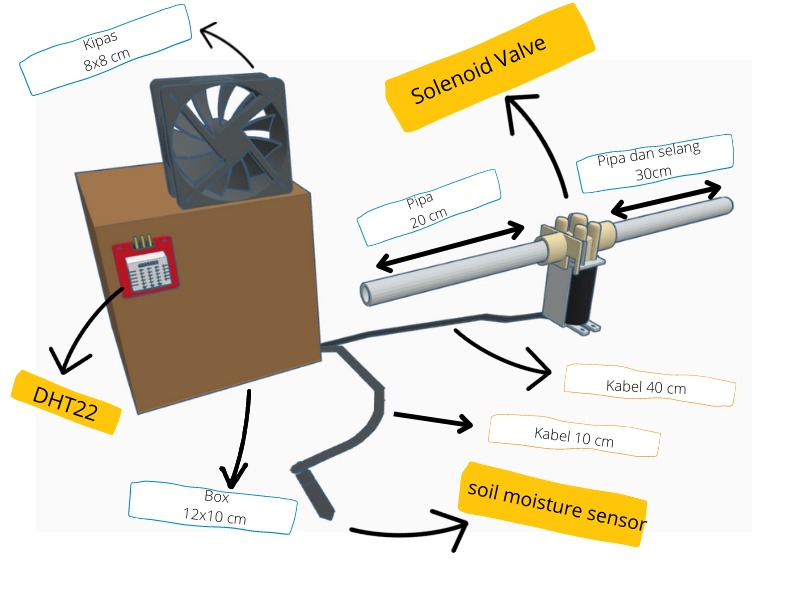 Kipas
8x8 cm
Solenoid Valve
Pipa dan selang
30cm
Pipa
20 cm
DHT22
Kabel 40 cm
Kabel 10 cm
Box
12x10 cm
soil moisture sensor